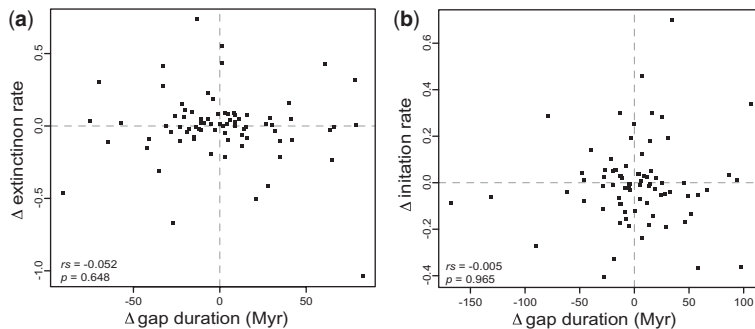 (a)
Δ extinctinon rate
0.5
0.0
-0.5
-1.0
rs = -0.052
p = 0.648
-50
0
50
Δ gap duration (Myr)
(b)
Δ initation rate
0.6
0.4
0.2
0.0
-0.2
-0.4
rs = -0.005
p = 0.965
-150
-100
-50
0
50
100
Δ gap duration (Myr)